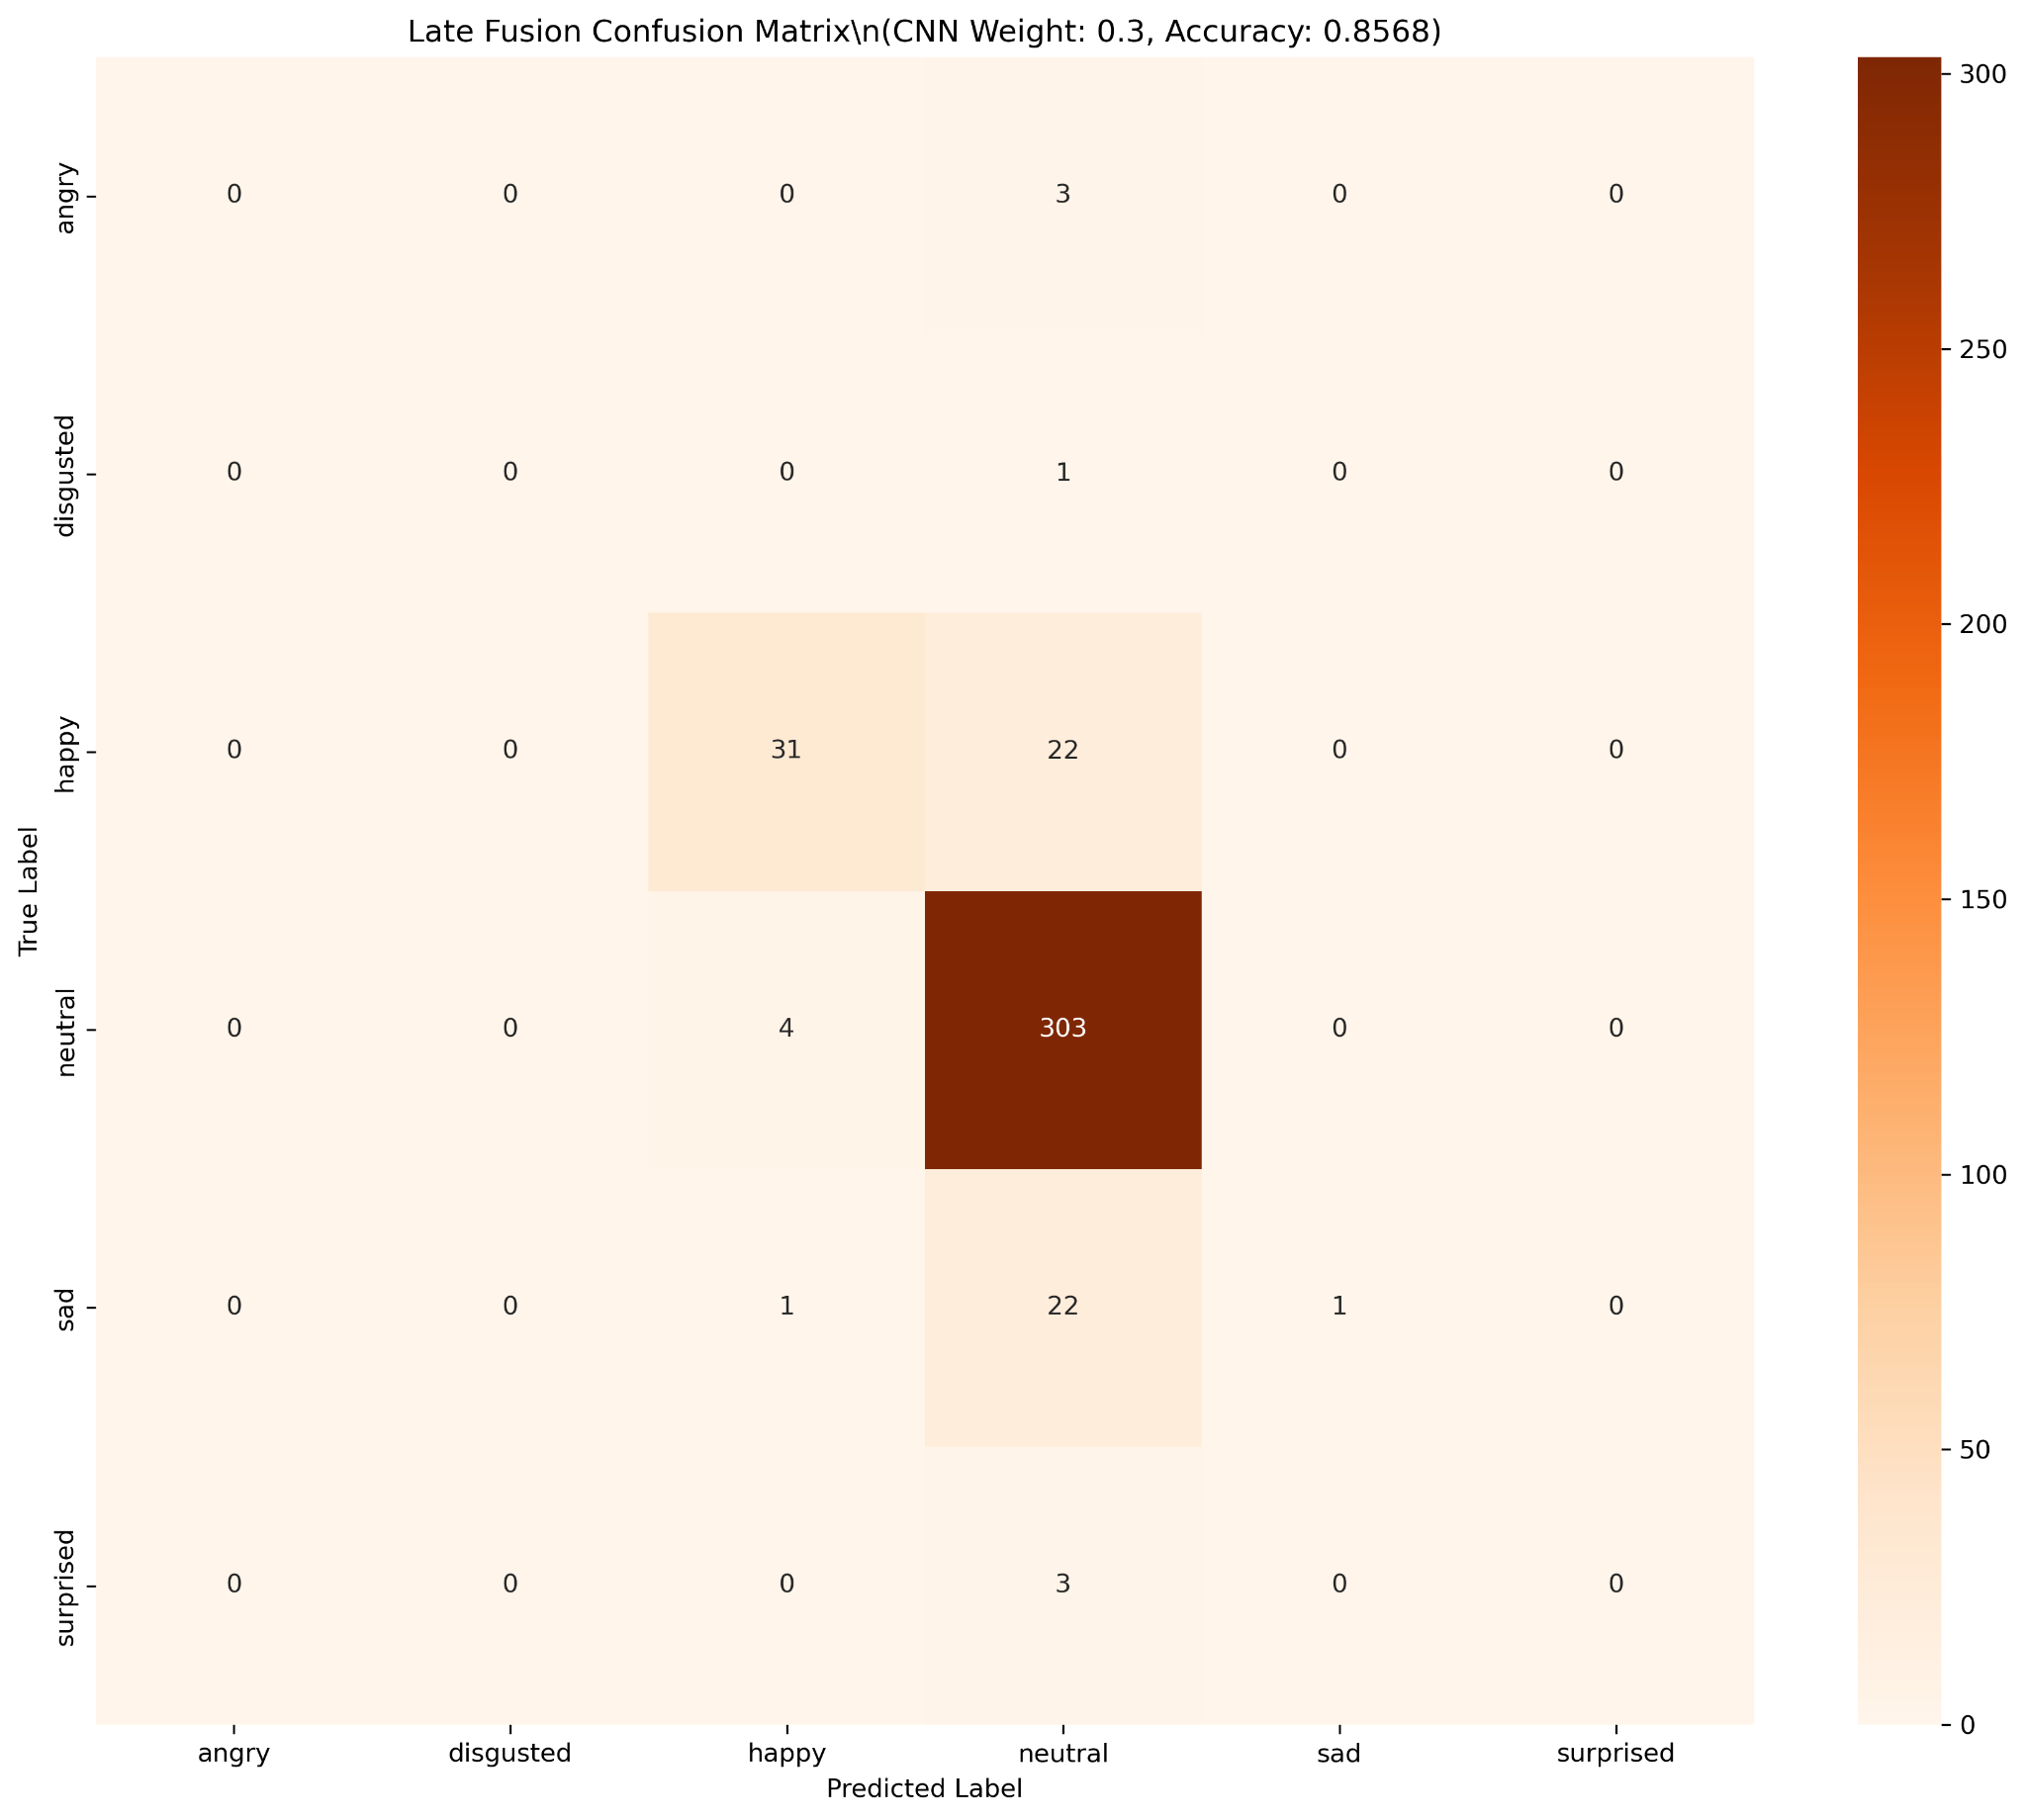 Late Fusion Confusion Matrix\n(CNN Weight: 0.3, Accuracy: 0.8568)
True Label
angry 0 0 0 3 0 0
disgusted 0 0 0 1 0 0
happy 0 0 31 22 0 0
neutral 0 0 4 303 0 0
sad 0 0 1 22 1 0
surprised 0 0 0 3 0 0
angry disgusted happy neutral sad surprised
Predicted Label
300
250
200
150
100
50
0